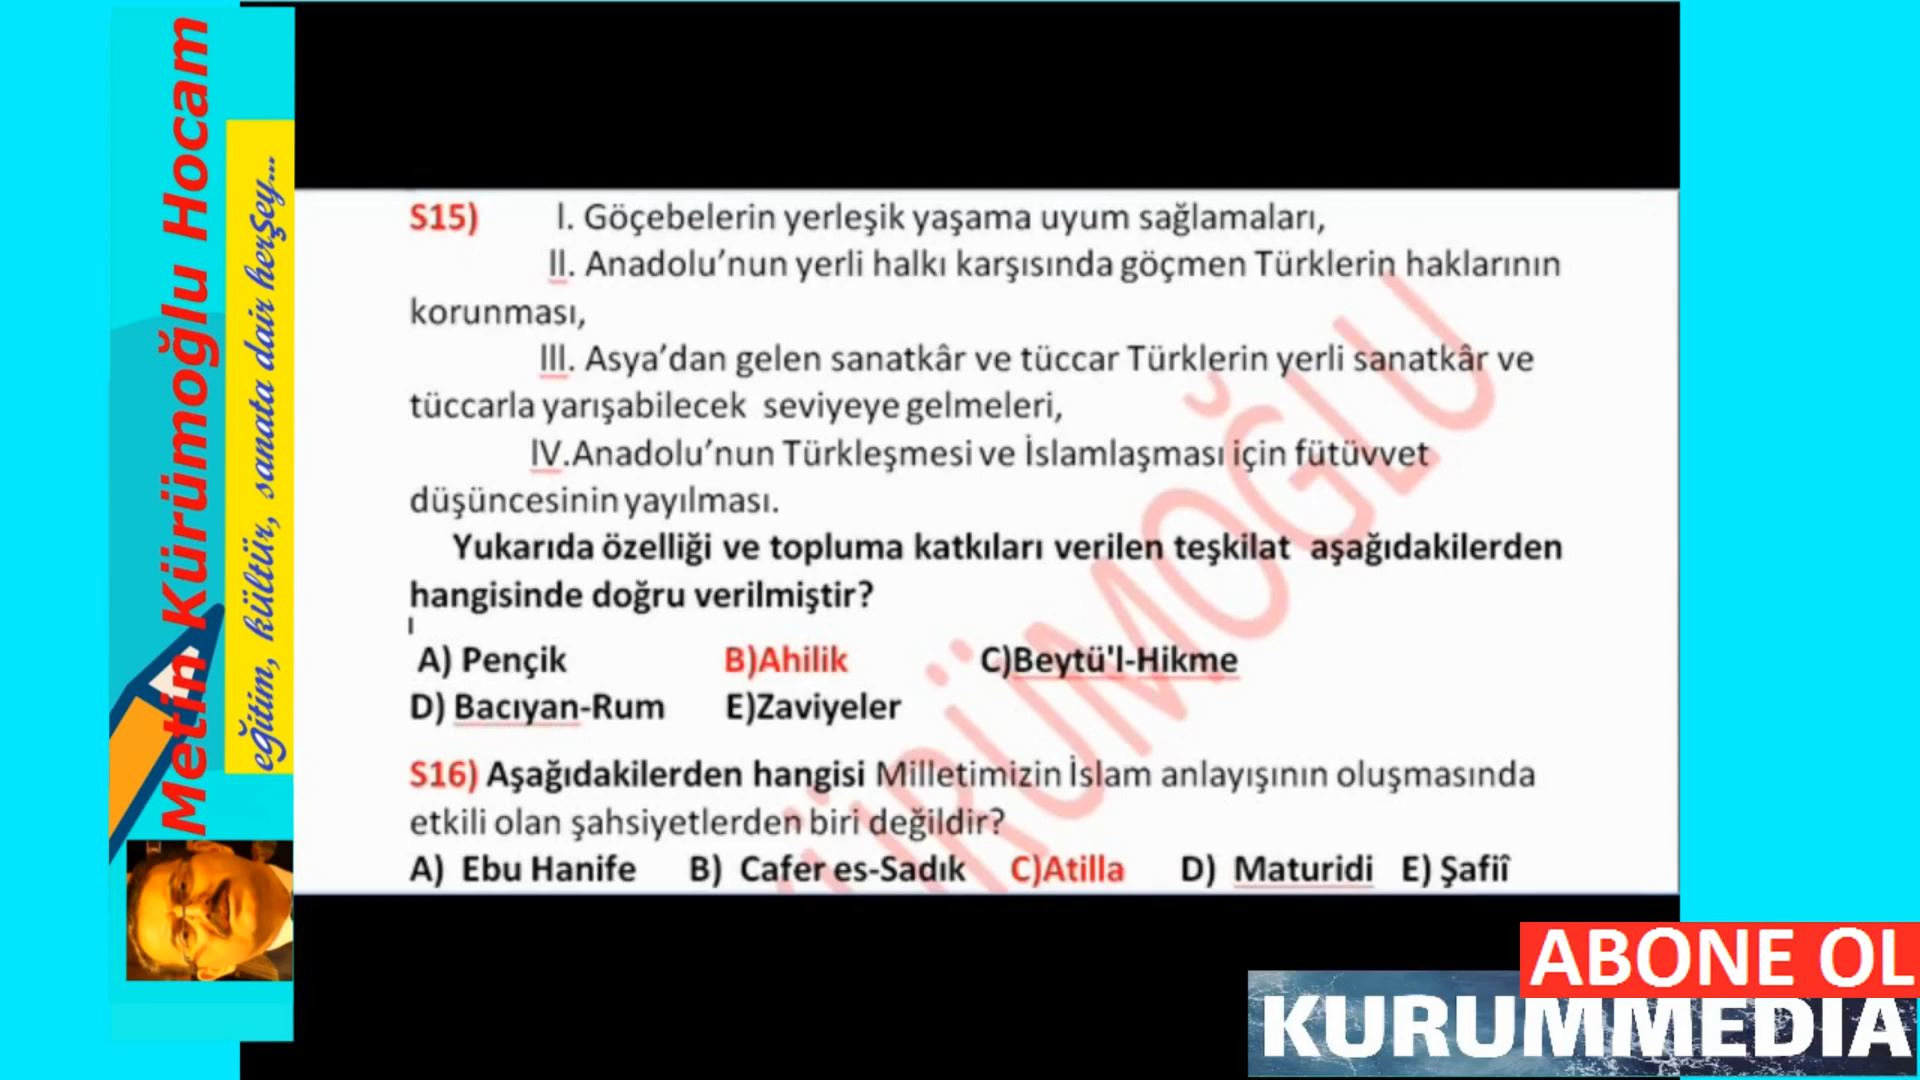 Metin Kürümoğlu Hocam
eğitim, kültür, sanata dair herşey...
S15) I. Göçebelerin yerleşik yaşama uyum sağlamaları,
II. Anadolu’nun yerli halkı karşısında göçmen Türklerin haklarının
korunması,
III. Asya’dan gelen sanatkâr ve tüccar Türklerin yerli sanatkâr ve
tüccarla yarışabilecek seviyeye gelmeleri,
IV.Anadolu’nun Türkleşmesi ve İslamlaşması için fütüvvet
düşüncesinin yayılması.
Yukarıda özelliği ve topluma katkıları verilen teşkilat aşağıdakilerden
hangisinde doğru verilmiştir?
A) Pençik B)Ahilik C)Beytü'l-Hikme
D) Bacıyan-Rum E)Zaviyeler
S16) Aşağıdakilerden hangisi Milletimizin İslam anlayışının oluşmasında
etkili olan şahsiyetlerden biri değildir?
A) Ebu Hanife B) Cafer es-Sadık C)Atilla D) Maturidi E) Şafiî
ÜRÜMOĞLU
ABONE OL
KURUMMEDIA